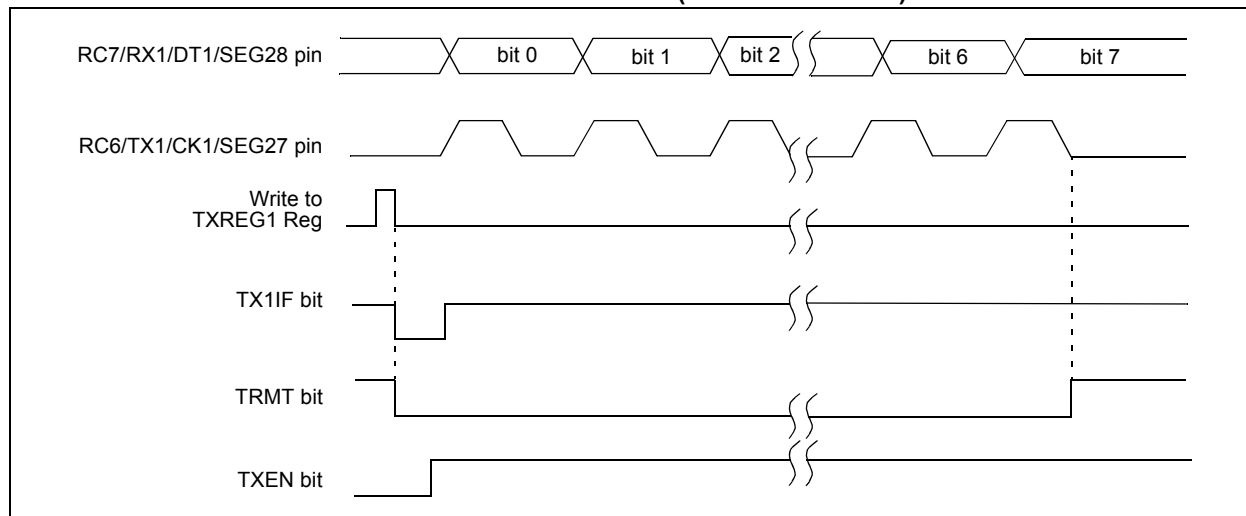 RC7/RX1/DT1/SEG28 pin
bit 0
bit 1
bit 2
bit 6
bit 7
RC6/TX1/CK1/SEG27 pin
Write to
TXREG1 Reg
TX1IF bit
TRMT bit
TXEN bit